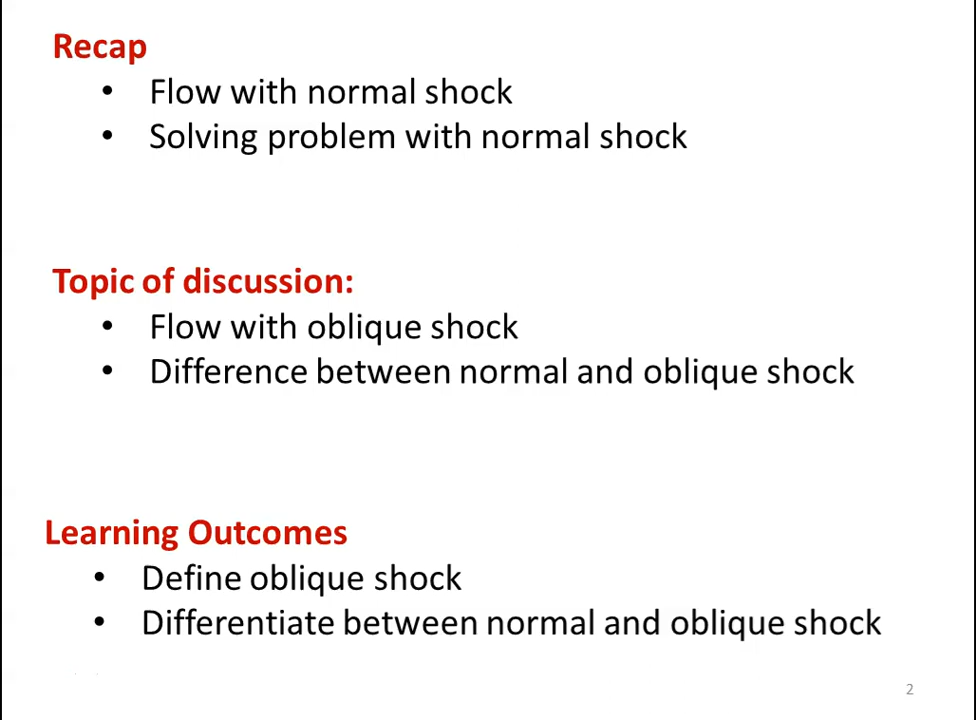 Recap
• Flow with normal shock
• Solving problem with normal shock
Topic of discussion:
• Flow with oblique shock
• Difference between normal and oblique shock
Learning Outcomes
• Define oblique shock
• Differentiate between normal and oblique shock
2